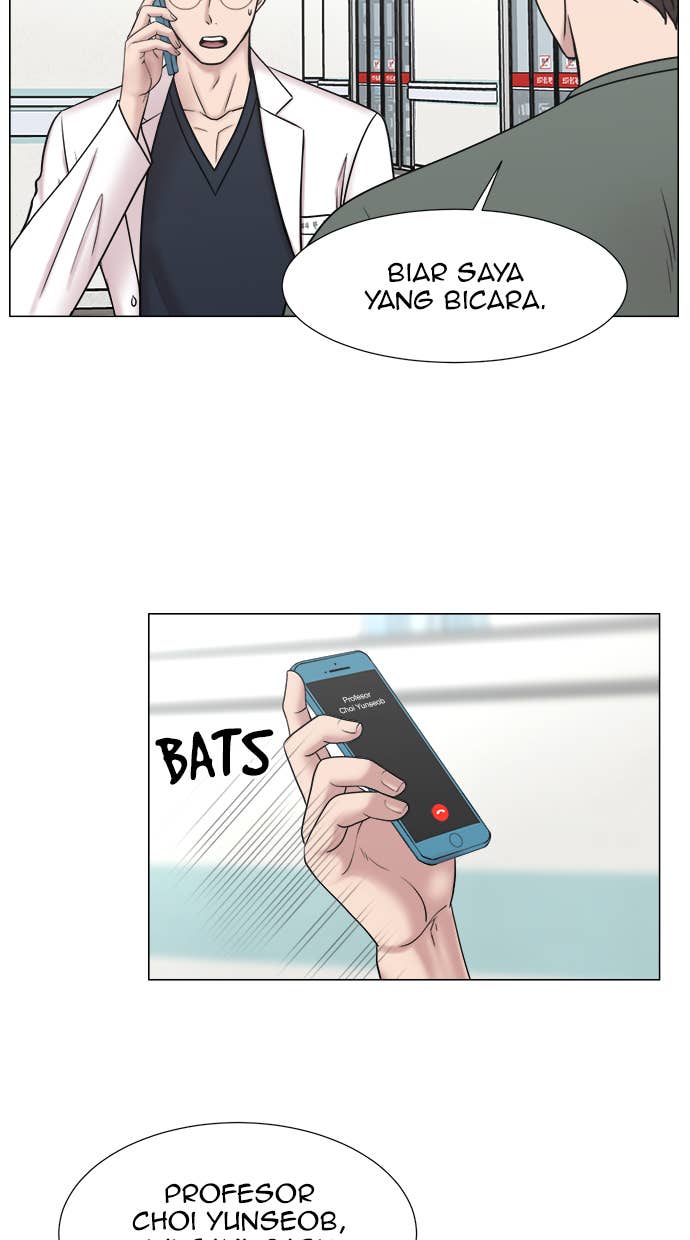 BIAR SAYA
YANG BICARA.
Profesor
Choi Yunseob
BATS
PROFESOR
CHOI YUNSEOB,